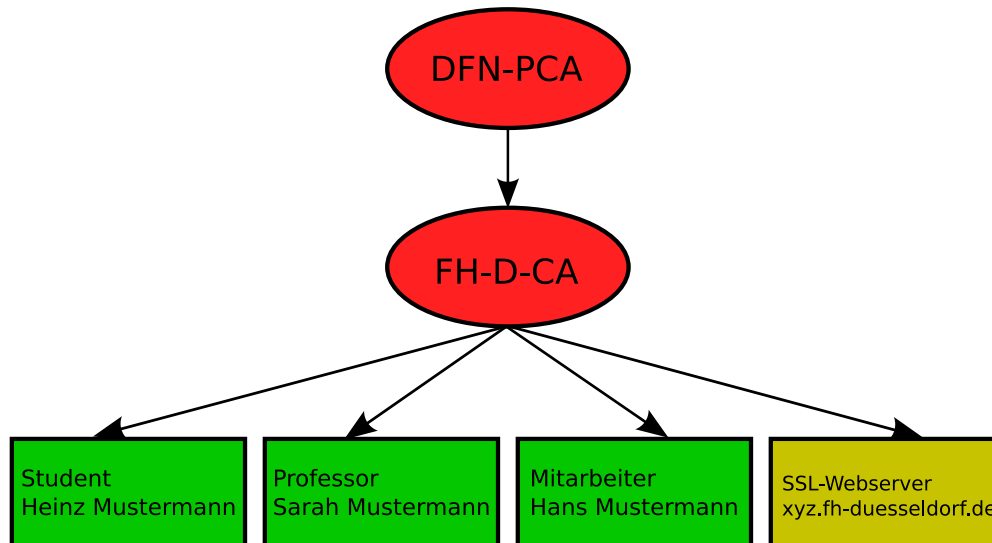 DFN-PCA
FH-D-CA
Student
Heinz Mustermann
Professor
Sarah Mustermann
Mitarbeiter
Hans Mustermann
SSL-Webserver
xyz.fh-duesseldorf.de